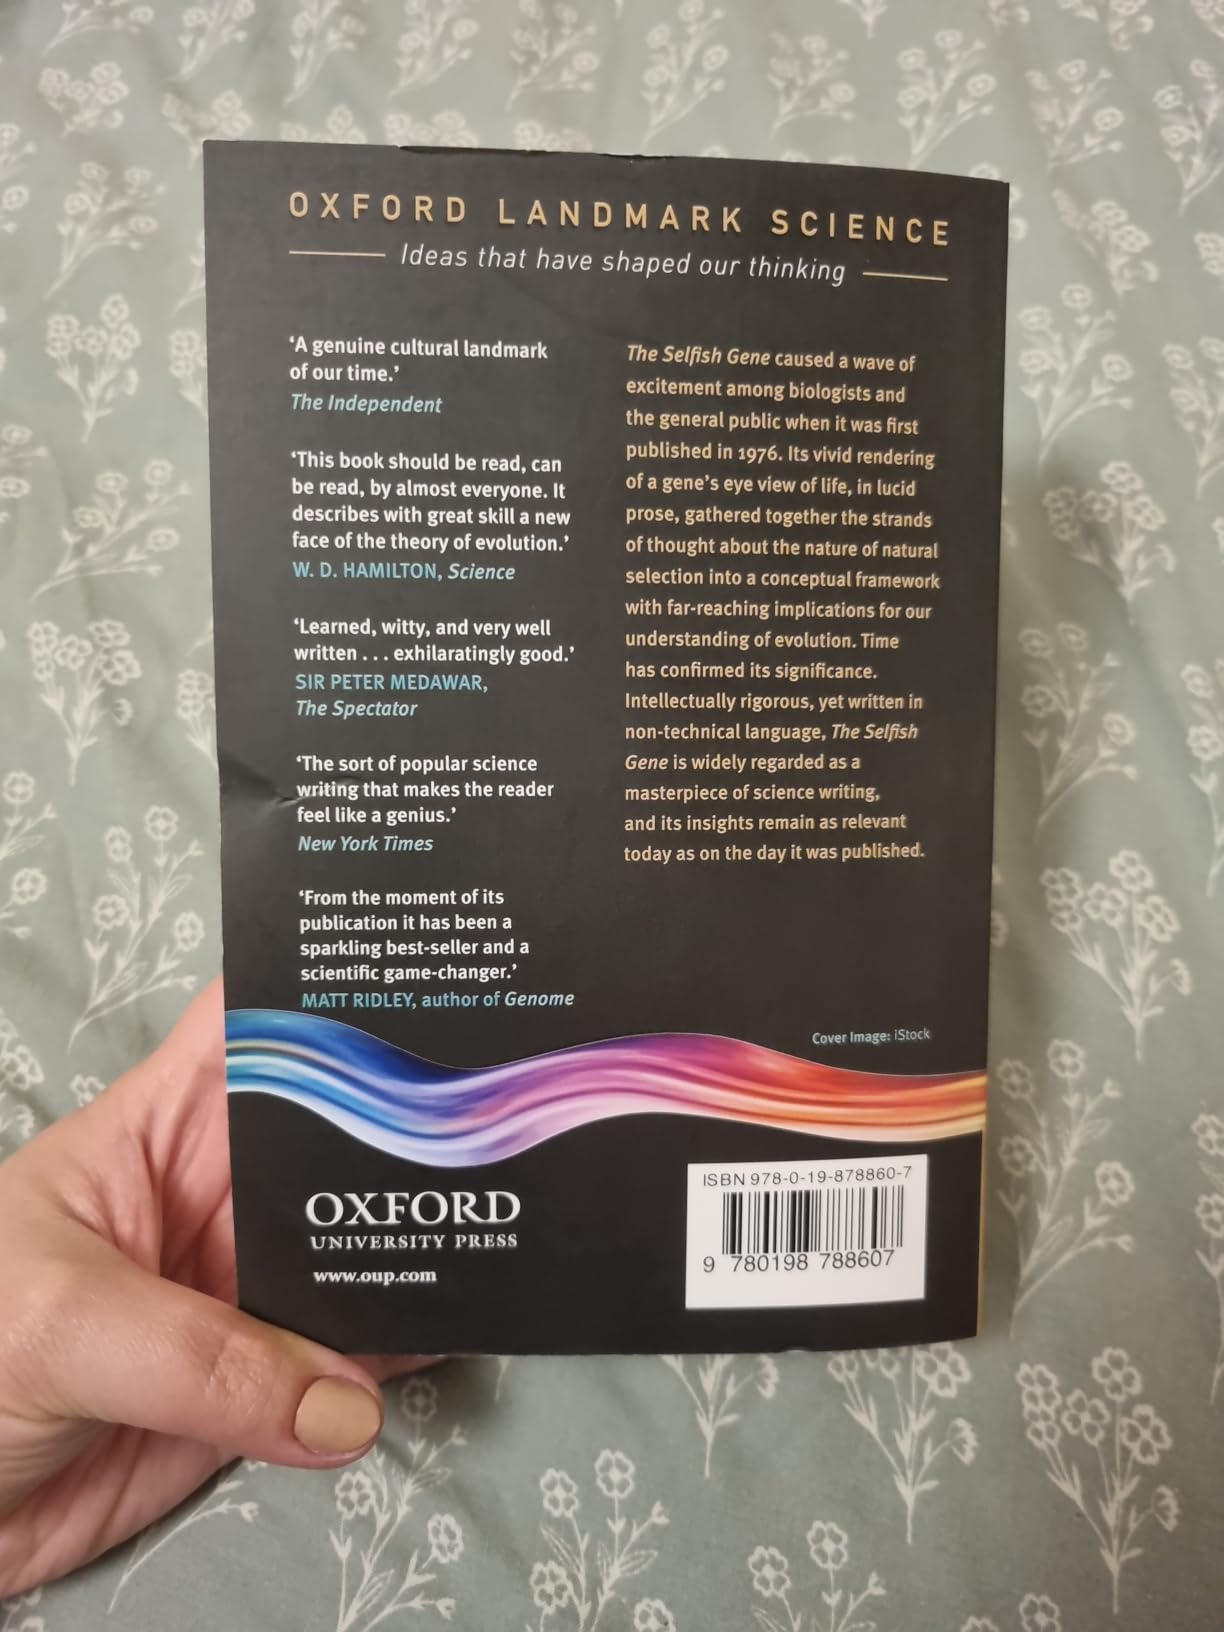 OXFORD LANDMARK SCIENCE
Ideas that have shaped our thinking
‘A genuine cultural landmark
of our time.’
The Independent
‘This book should be read, can
be read, by almost everyone. It
describes with great skill a new
face of the theory of evolution.’
W. D. HAMILTON, Science
‘Learned, witty, and very well
written . . . exhilaratingly good.’
SIR PETER MEDAWAR,
The Spectator
‘The sort of popular science
writing that makes the reader
feel like a genius.’
New York Times
‘From the moment of its
publication it has been a
sparkling best-seller and a
scientific game-changer.’
MATT RIDLEY, author of Genome
The Selfish Gene caused a wave of
excitement among biologists and
the general public when it was first
published in 1976. Its vivid rendering
of a gene’s eye view of life, in lucid
prose, gathered together the strands
of thought about the nature of natural
selection into a conceptual framework
with far-reaching implications for our
understanding of evolution. Time
has confirmed its significance.
Intellectually rigorous, yet written in
non-technical language, The Selfish
Gene is widely regarded as a
masterpiece of science writing,
and its insights remain as relevant
today as on the day it was published.
Cover Image: iStock
OXFORD
UNIVERSITY PRESS
www.oup.com
ISBN 978-0-19-878860-7
9 780198 788607